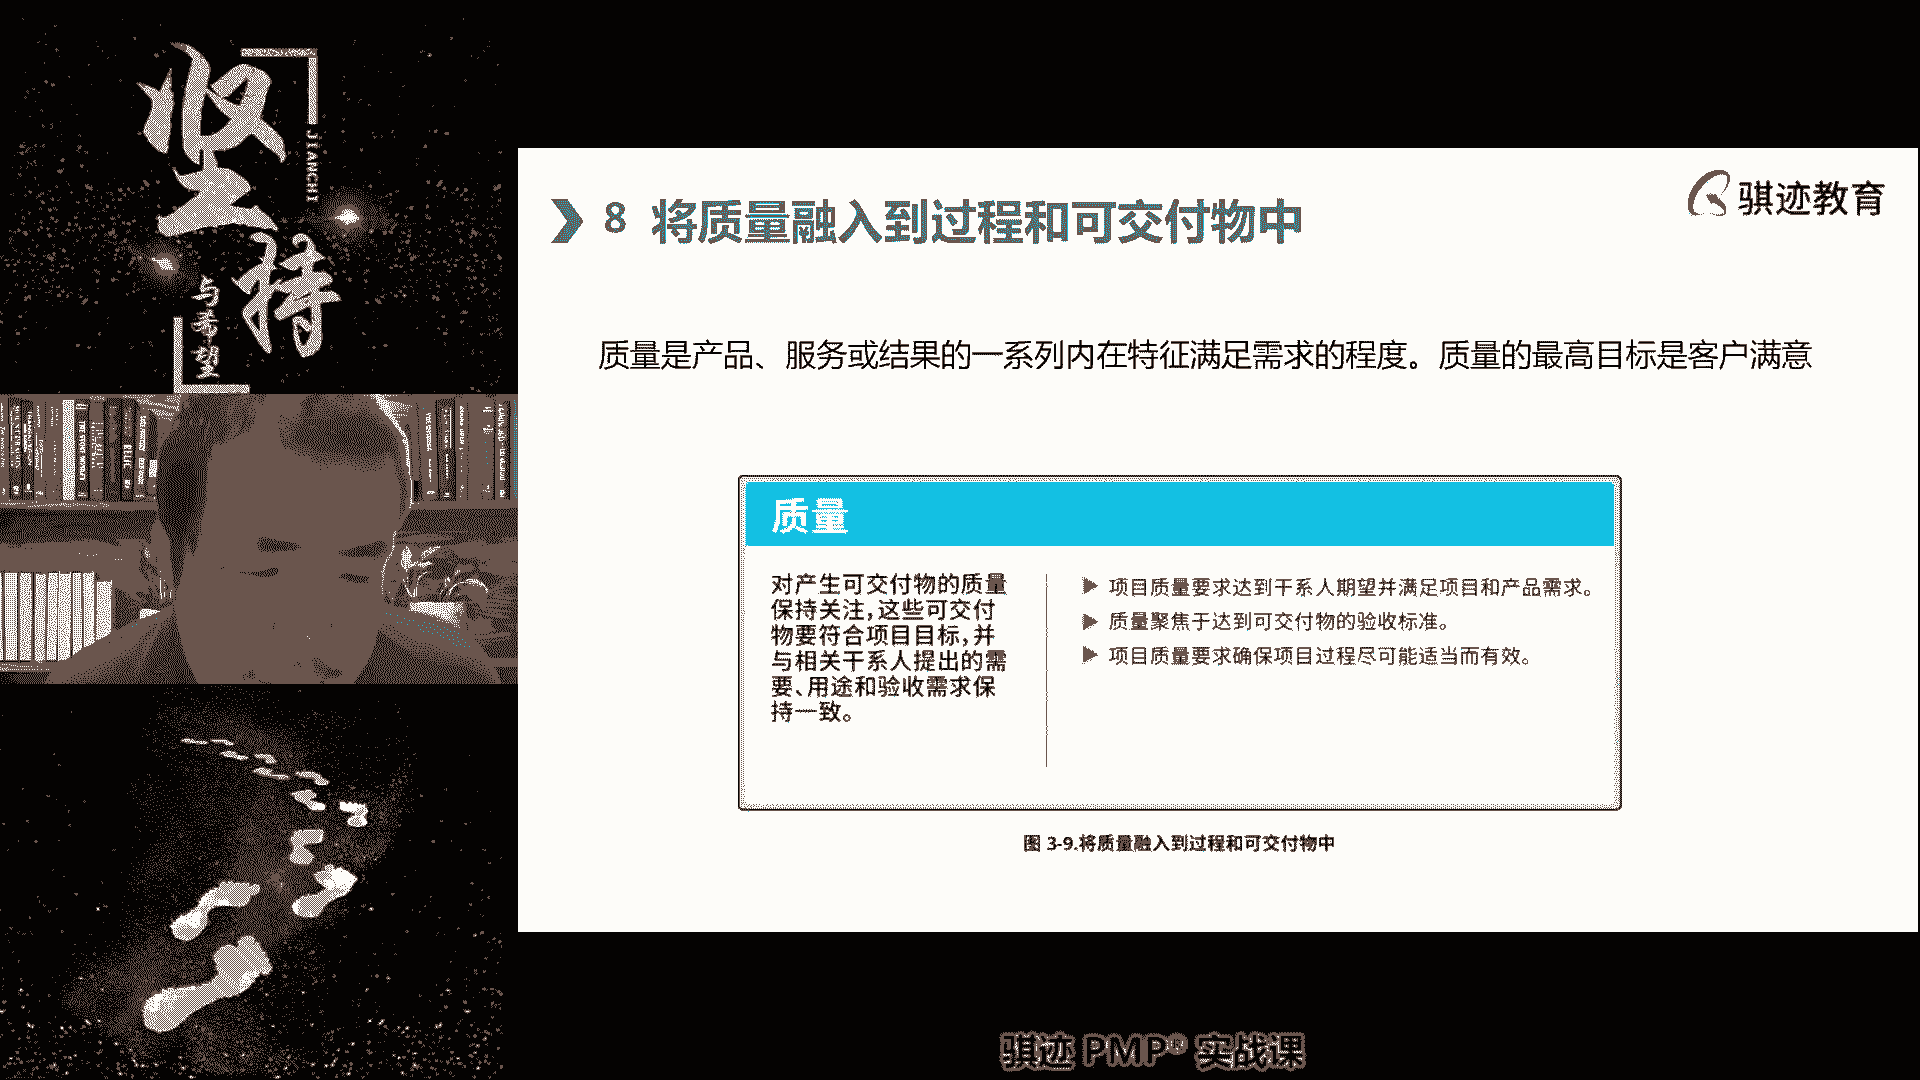 坚持
JIANCHI
与希望
8 将质量融入到过程和可交付物中
骐迹教育
质量是产品、服务或结果的一系列内在特征满足需求的程度。质量的最高目标是客户满意
质量
对产生可交付物的质量
保持关注，这些可交付
物要符合项目目标，并
与相关干系人提出的需
要、用途和验收需求保
持一致。
项目质量要求达到干系人期望并满足项目和产品需求。
质量聚焦于达到可交付物的验收标准。
项目质量要求确保项目过程尽可能适当而有效。
图 3-9.将质量融入到过程和可交付物中
骐迹 PMP® 实战课